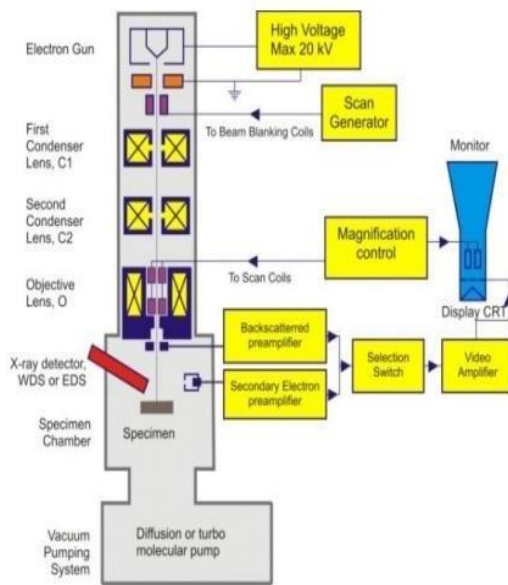 Electron Gun
High Voltage
Max 20 kV
Scan
Generator
To Beam Blanking Coils
First
Condenser
Lens, C1
Monitor
Second
Condenser
Lens, C2
Magnification
control
To Scan Coils
Objective
Lens, O
Display CRT
Backscatterred
preamplifier
Selection
Switch
Video
Amplifier
X-ray detector,
WDS or EDS
Secondary Electron
preamplifier
Specimen
Chamber
Specimen
Vacuum
Pumping
System
Diffusion or turbo
molecular pump